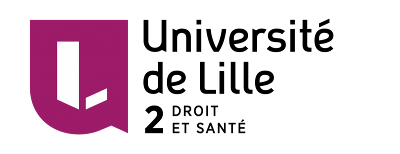 Université
de Lille
2 DROIT
ET SANTÉ